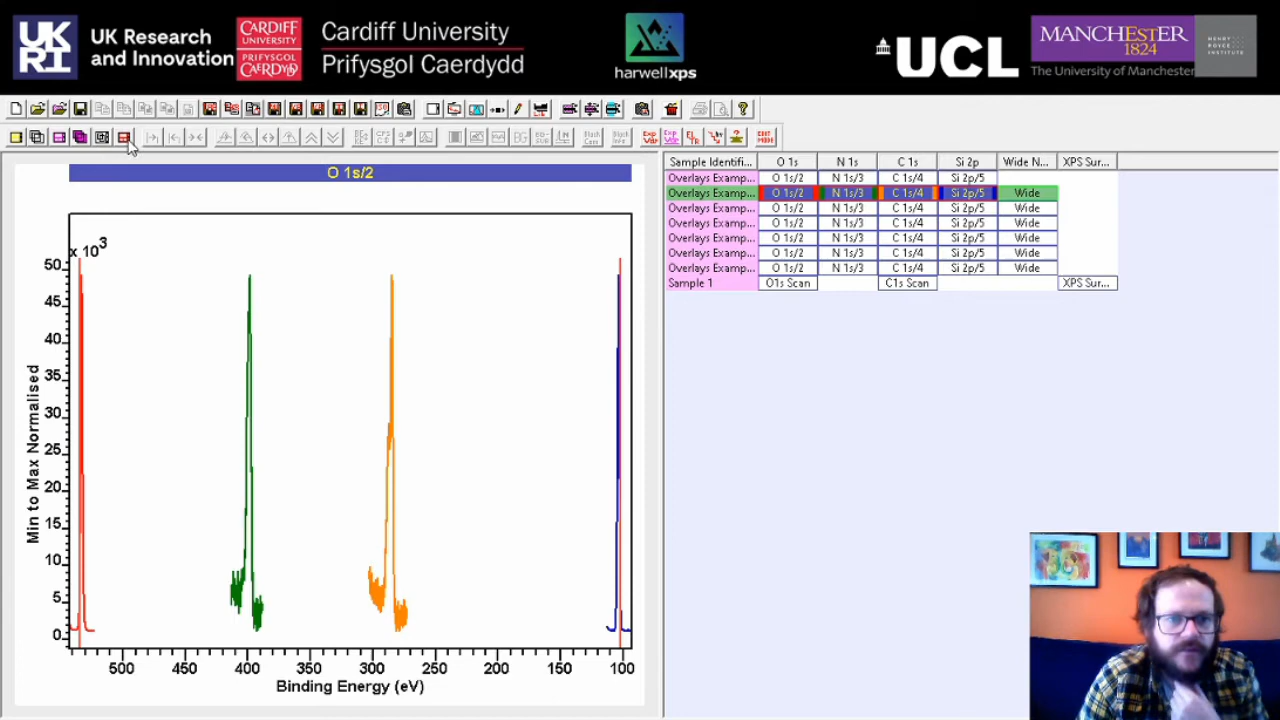 UK
RI
UK Research
and Innovation
CARDIFF
UNIVERSITY
PRIFYSGOL
CAERDYDD
Cardiff University
Prifysgol Caerdydd
harwellxps
UCL
MANCHESTER
1824
The University of Manchester
HENRY
ROYCE
INSTITUTE
O 1s/2
x 10 3
50
45
40
35
30
25
20
15
10
5
0
Min to Max Normalised
500 450 400 350 300 250 200 150 100
Binding Energy (eV)
Sample Identifi... O 1s N 1s C 1s Si 2p Wide N... XPS Sur...
Overlays Examp... O 1s/2 N 1s/3 C 1s/4 Si 2p/5
Overlays Examp... O 1s/2 N 1s/3 C 1s/4 Si 2p/5 Wide
Overlays Examp... O 1s/2 N 1s/3 C 1s/4 Si 2p/5 Wide
Overlays Examp... O 1s/2 N 1s/3 C 1s/4 Si 2p/5 Wide
Overlays Examp... O 1s/2 N 1s/3 C 1s/4 Si 2p/5 Wide
Overlays Examp... O 1s/2 N 1s/3 C 1s/4 Si 2p/5 Wide
Overlays Examp... O 1s/2 N 1s/3 C 1s/4 Si 2p/5 Wide
Sample 1 O1s Scan C1s Scan XPS Sur...